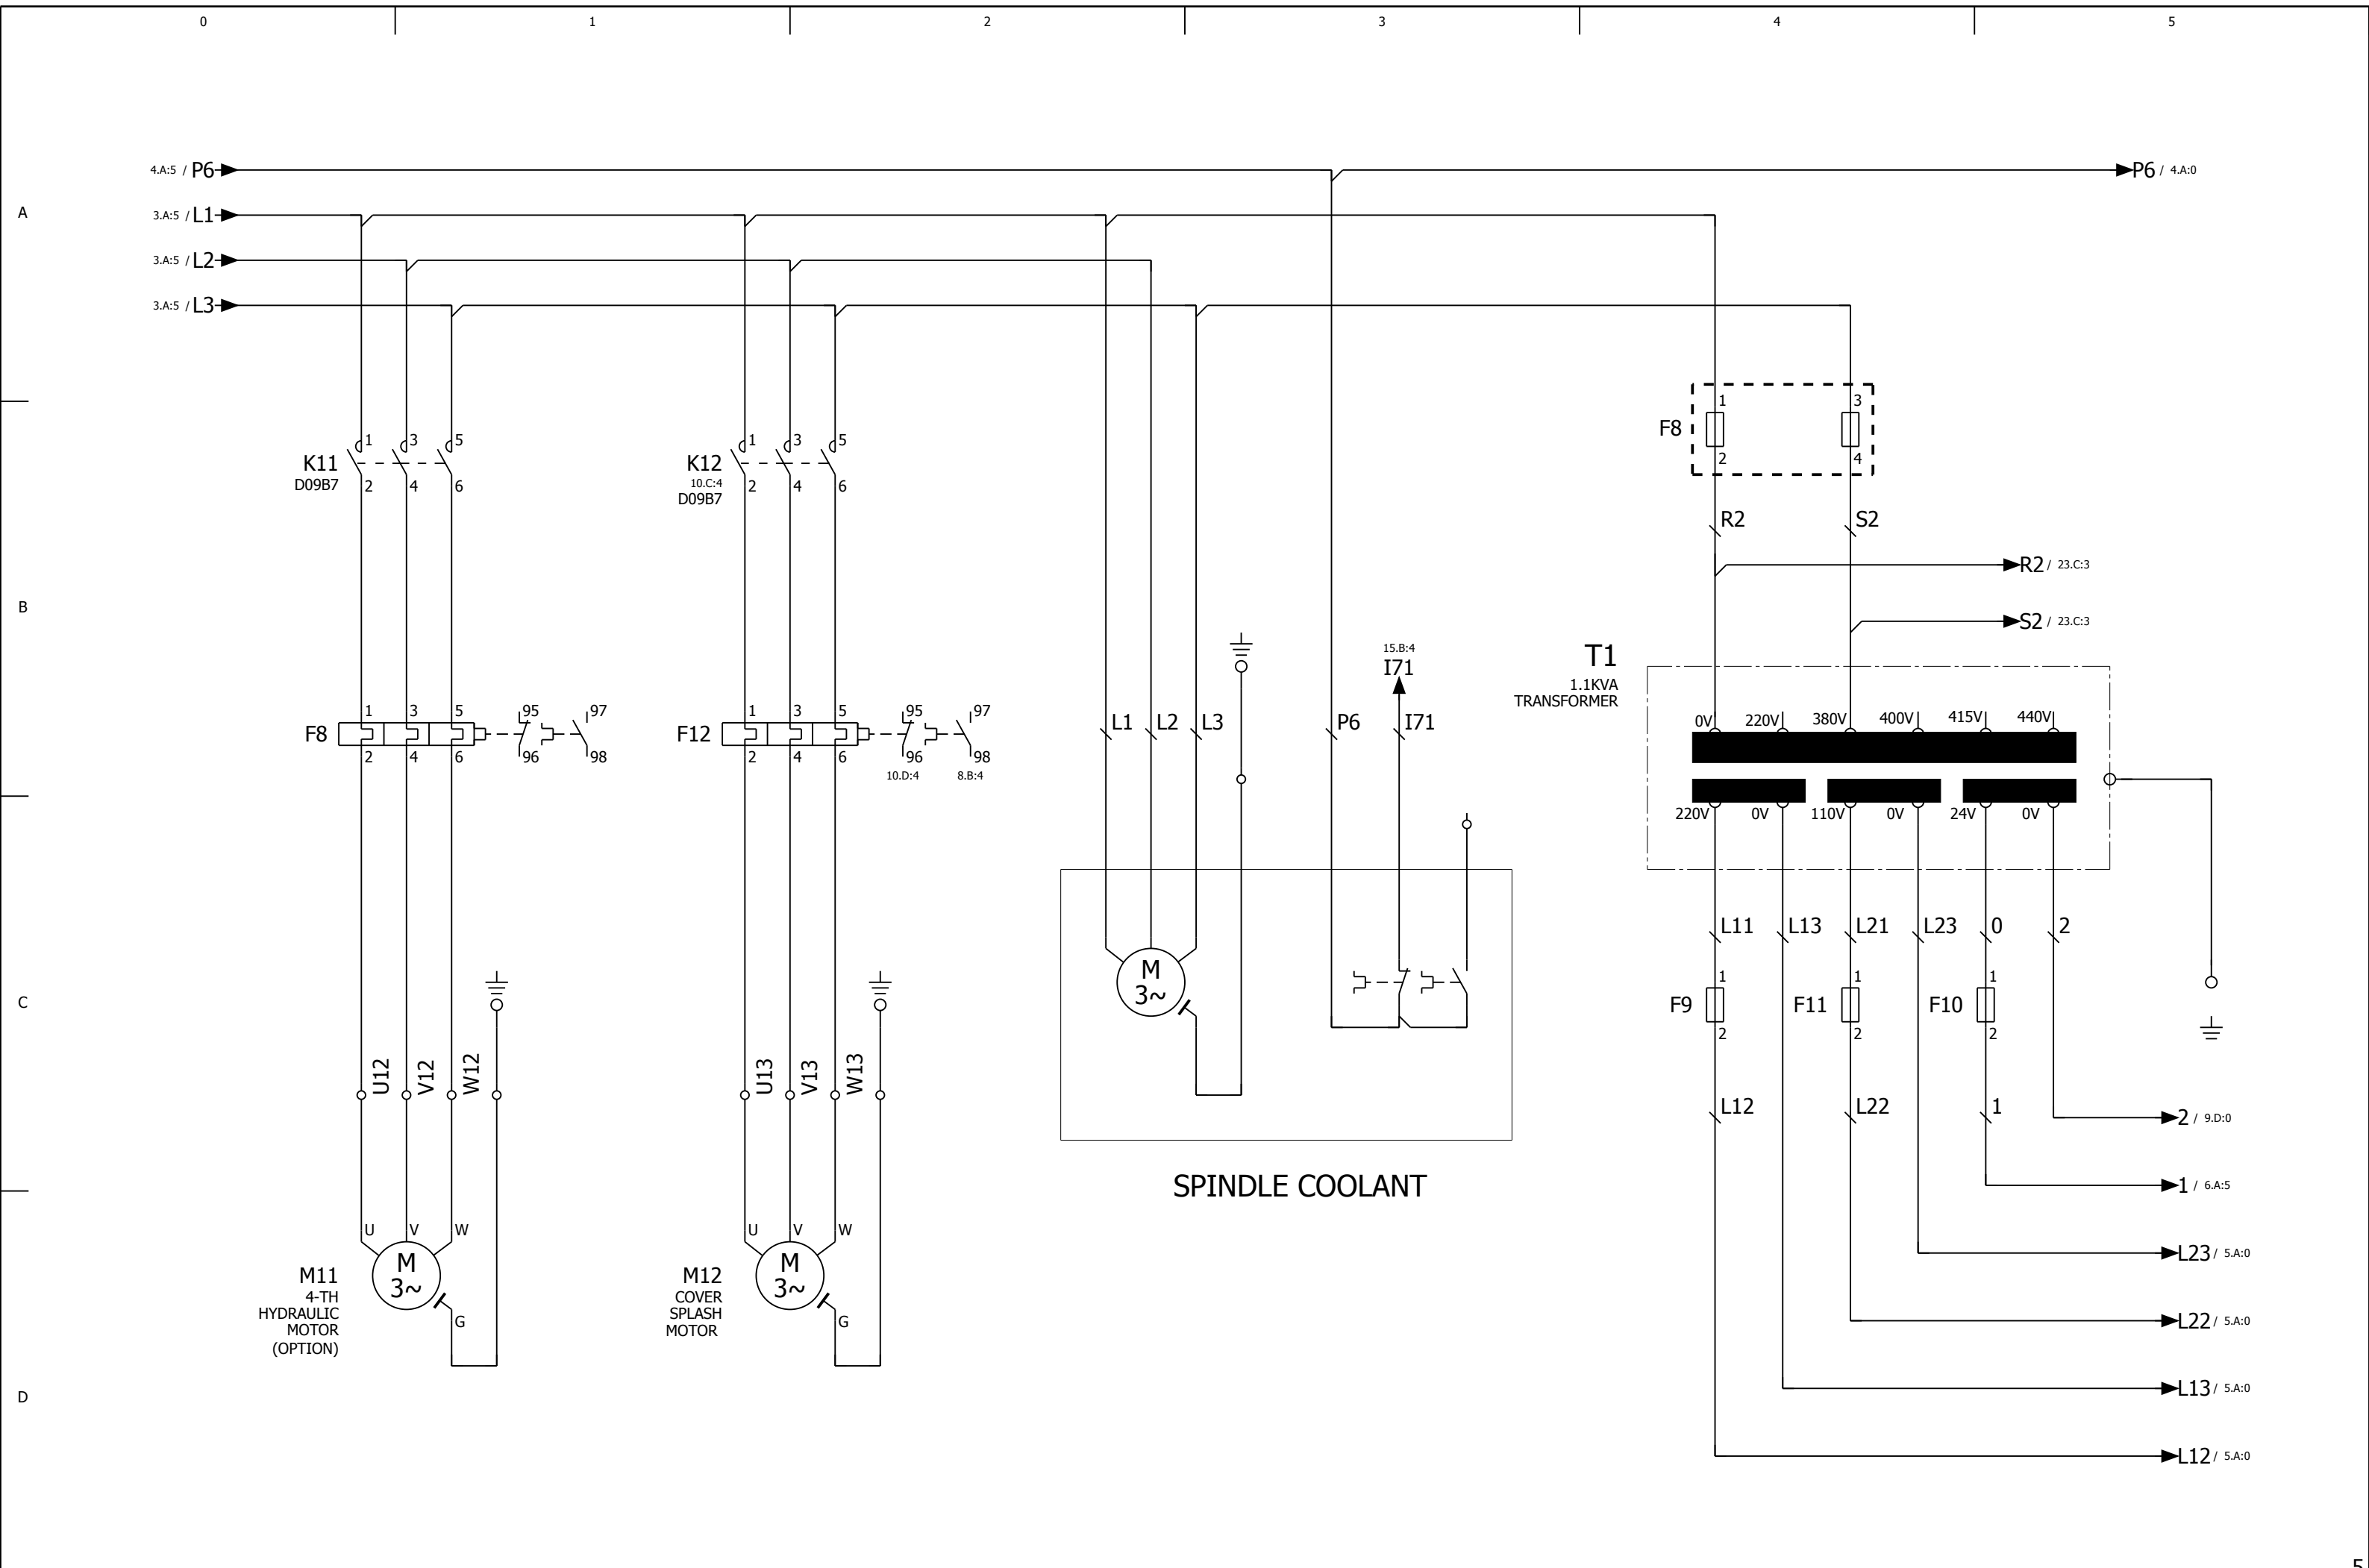 0 1 2 3 4 5
A
4.A:5 / P6
P6 / 4.A:0
3.A:5 / L1
3.A:5 / L2
3.A:5 / L3
K11
D09B7
1 3 5
2 4 6
K12
10.C:4
D09B7
1 3 5
2 4 6
F8
1 3
2 4
R2 S2
R2 / 23.C:3
S2 / 23.C:3
B
F8
1 3 5
2 4 6
95 97
96 98
F12
1 3 5
2 4 6
95 97
96 98
10.D:4 8.B:4
L1 L2 L3
P6
15.B:4
I71
I71
T1
1.1KVA
TRANSFORMER
0V 220V 380V 400V 415V 440V
220V 0V 110V 0V 24V 0V
L11 L13 L21 L23 0 2
C
M
3~
F9
1
2
F11
1
2
F10
1
2
U12 V12 W12
U13 V13 W13
L12 L22 1
2 / 9.D:0
1 / 6.A:5
L23 / 5.A:0
L22 / 5.A:0
L13 / 5.A:0
L12 / 5.A:0
SPINDLE COOLANT
D
U V W
M
3~
G
M11
4-TH
HYDRAULIC
MOTOR
(OPTION)
U V W
M
3~
G
M12
COVER
SPLASH
MOTOR
5